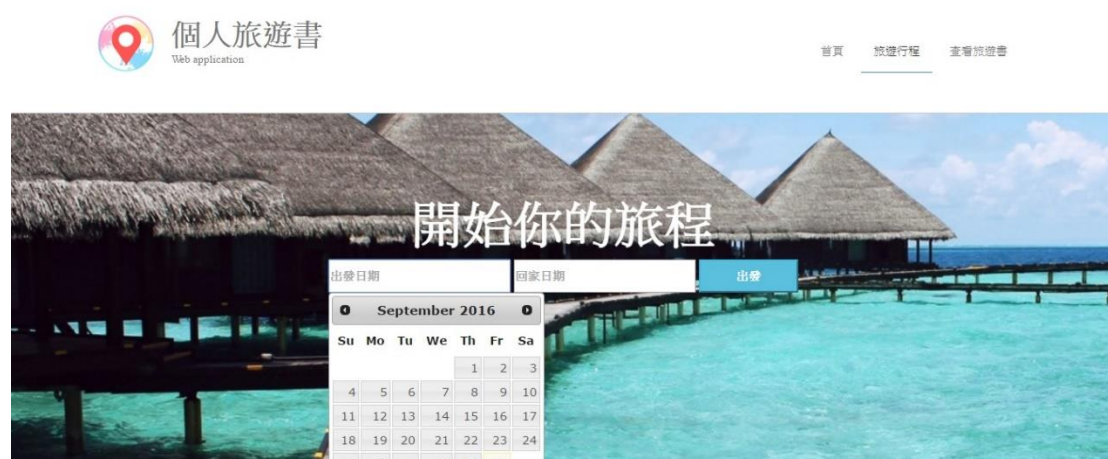 個人旅遊書
Web application
首頁 旅遊行程 查看旅遊書
開始你的旅程
出發日期 回家日期 出發
September 2016
Su Mo Tu We Th Fr Sa
1 2 3
4 5 6 7 8 9 10
11 12 13 14 15 16 17
18 19 20 21 22 23 24